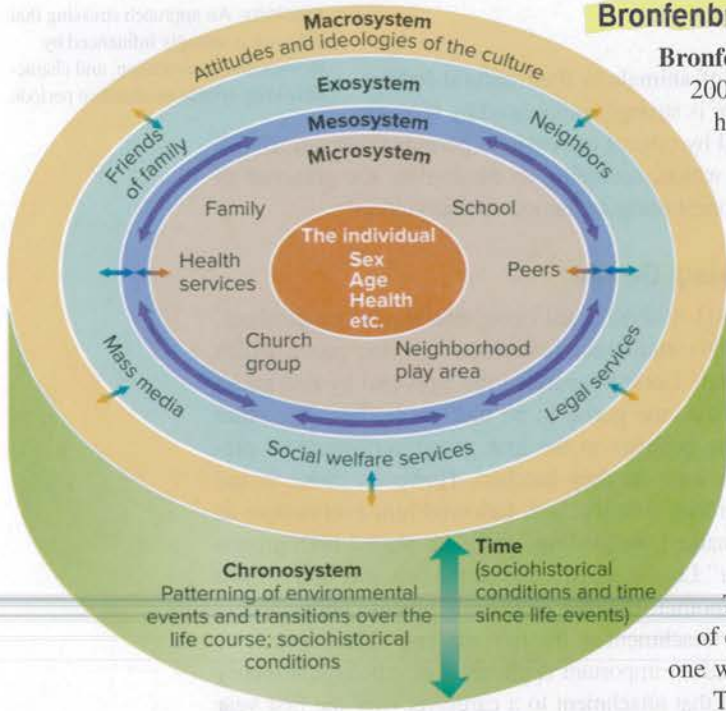 Macrosystem
Attitudes and ideologies of the culture
Exosystem
Mesosystem
Microsystem
Friends
of family
Neighbors
Family
School
The individual
Sex
Age
Health
etc.
Health
services
Peers
Church
group
Neighborhood
play area
Mass media
Legal services
Social welfare services
Chronosystem
Patterning of environmental
events and transitions over the
life course; sociohistorical
conditions
Time
(sociohistorical
conditions and time
since life events)
Bronfenb
Bronfe
200
h
of
one w
T